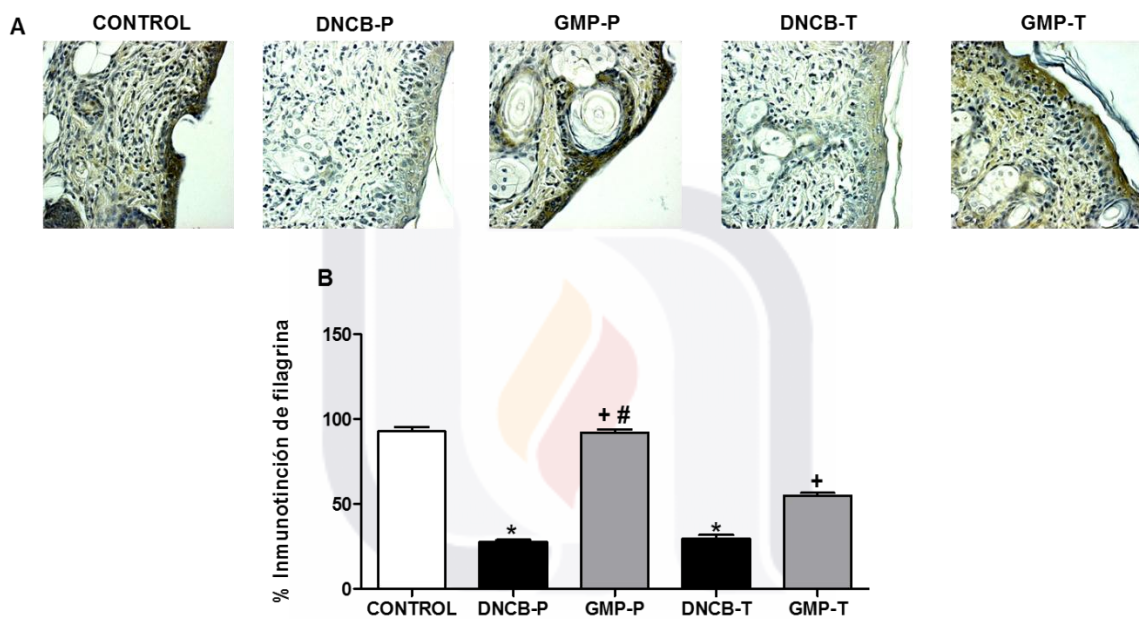 A
CONTROL DNCB-P GMP-P DNCB-T GMP-T
B
% Inmunotinción de filagrina
150
100
50
0
* + # * +
CONTROL DNCB-P GMP-P DNCB-T GMP-T